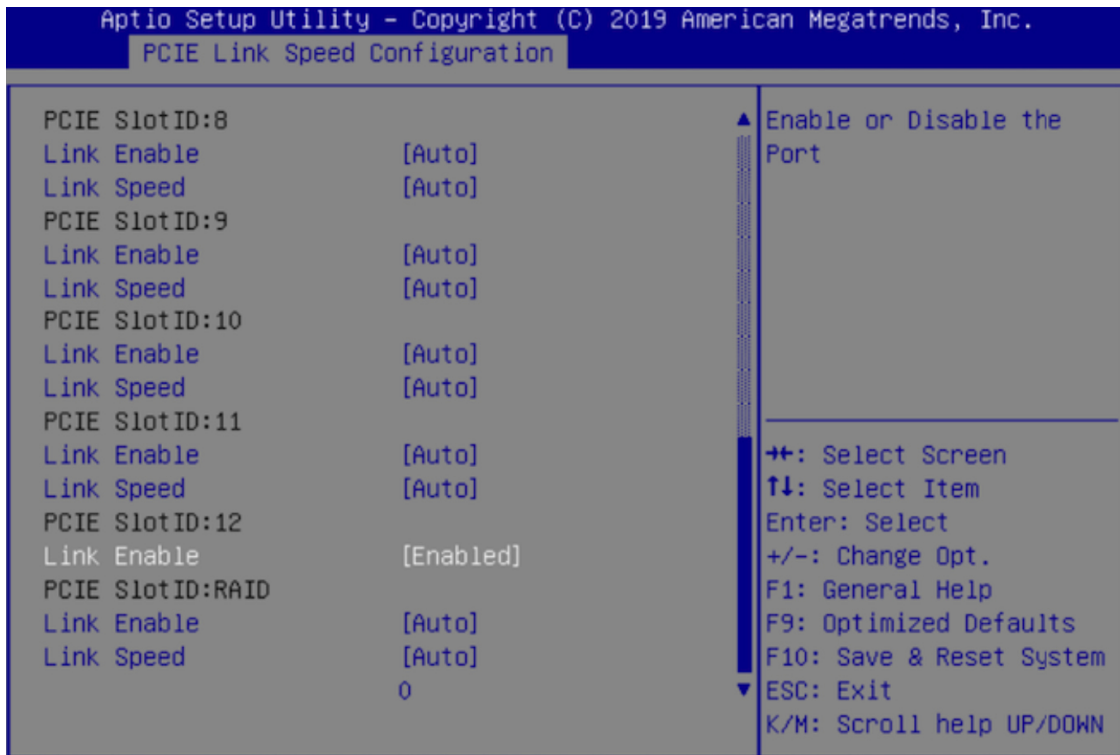 Aptio Setup Utility – Copyright (C) 2019 American Megatrends, Inc.
PCIE Link Speed Configuration
PCIE SlotID:8
Link Enable [Auto]
Link Speed [Auto]
PCIE SlotID:9
Link Enable [Auto]
Link Speed [Auto]
PCIE SlotID:10
Link Enable [Auto]
Link Speed [Auto]
PCIE SlotID:11
Link Enable [Auto]
Link Speed [Auto]
PCIE SlotID:12
Link Enable [Enabled]
PCIE SlotID:RAID
Link Enable [Auto]
Link Speed [Auto]
0
Enable or Disable the
Port
→←: Select Screen
↑↓: Select Item
Enter: Select
+/-: Change Opt.
F1: General Help
F9: Optimized Defaults
F10: Save & Reset System
ESC: Exit
K/M: Scroll help UP/DOWN